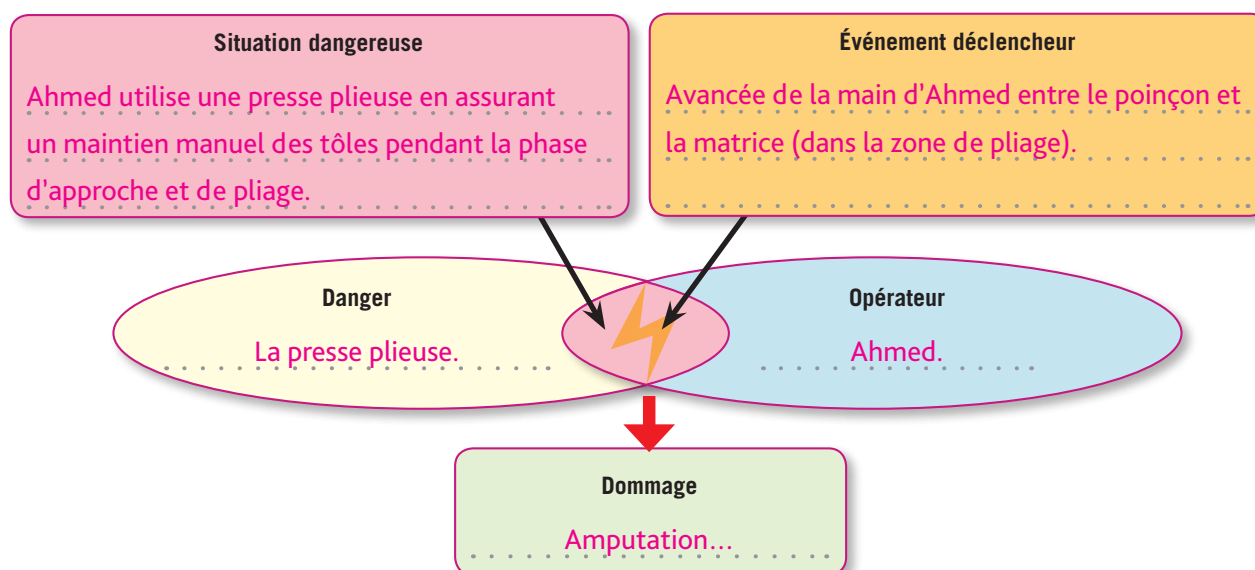 Situation dangereuse
Ahmed utilise une presse plieuse en assurant
un maintien manuel des tôles pendant la phase
d'approche et de pliage.
Événement déclencheur
Avancée de la main d'Ahmed entre le poinçon et
la matrice (dans la zone de pliage).
Danger
La presse plieuse.
Opérateur
Ahmed.
Dommage
Amputation...